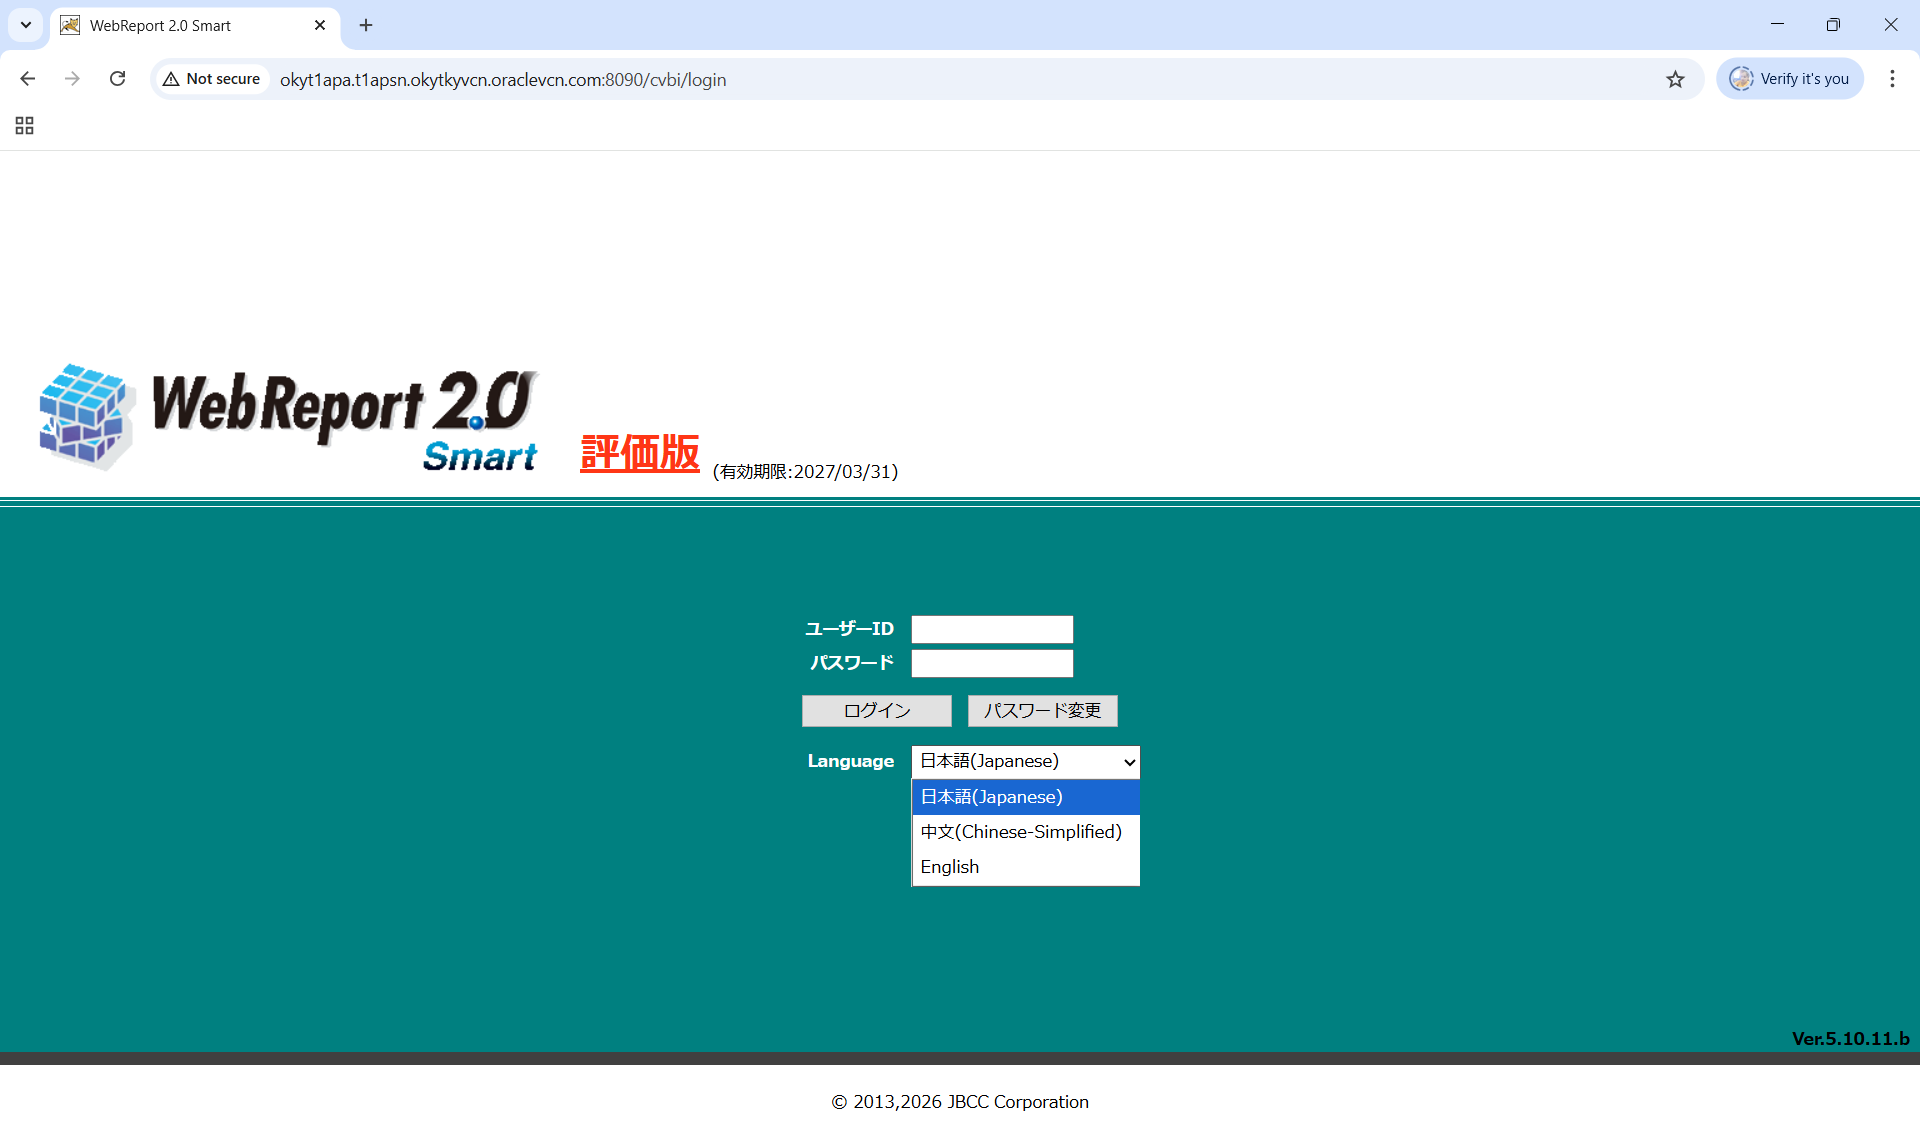 WebReport 2.0 Smart
Not secure
okyt1apa.t1apsn.okytkyvcn.oraclevcn.com:8090/cvbi/login
Verify it's you
WebReport 2.0
Smart
評価版
(有効期限:2027/03/31)
ユーザーID
パスワード
ログイン
パスワード変更
Language
日本語(Japanese)
日本語(Japanese)
中文(Chinese-Simplified)
English
Ver.5.10.11.b
© 2013,2026 JBCC Corporation